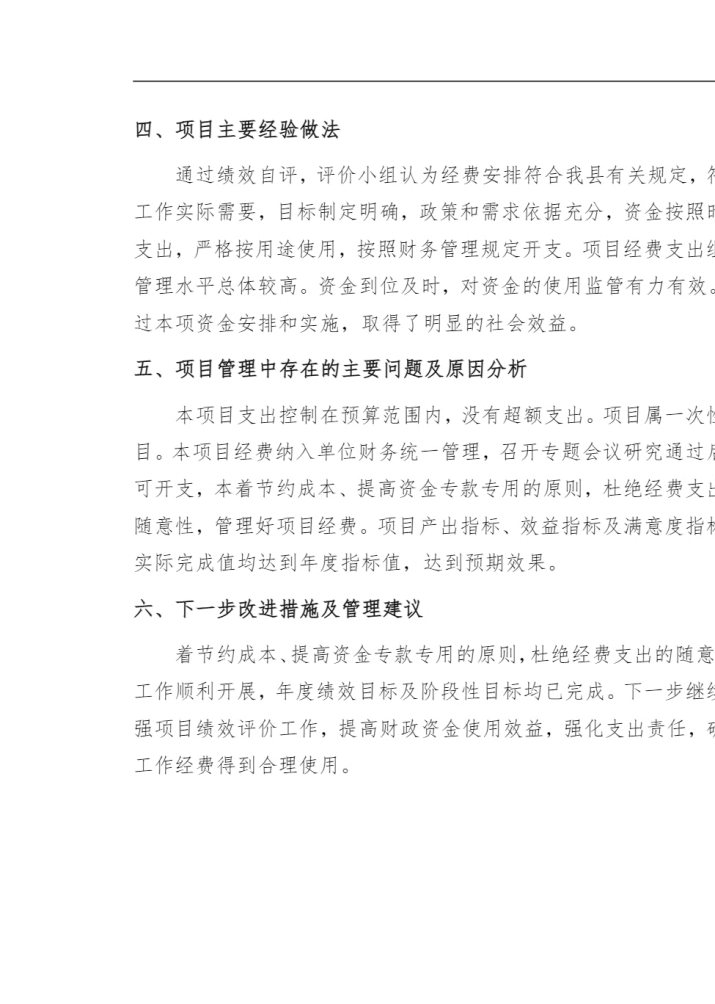 四、项目主要经验做法
通过绩效自评，评价小组认为经费安排符合我县有关规定，
工作实际需要，目标制定明确，政策和需求依据充分，资金按照
支出，严格按用途使用，按照财务管理规定开支。项目经费支出
管理水平总体较高。资金到位及时，对资金的使用监管有力有效。
过本项资金安排和实施，取得了明显的社会效益。
五、项目管理中存在的主要问题及原因分析
本项目支出控制在预算范围内，没有超额支出。项目属一次
目。本项目经费纳入单位财务统一管理，召开专题会议研究通过
可开支，本着节约成本、提高资金专款专用的原则，杜绝经费支出
随意性，管理好项目经费。项目产出指标、效益指标及满意度指标
实际完成值均达到年度指标值，达到预期效果。
六、下一步改进措施及管理建议
着节约成本、提高资金专款专用的原则，杜绝经费支出的随意
工作顺利开展，年度绩效目标及阶段性目标均已完成。下一步继续
强项目绩效评价工作，提高财政资金使用效益，强化支出责任，
工作经费得到合理使用。